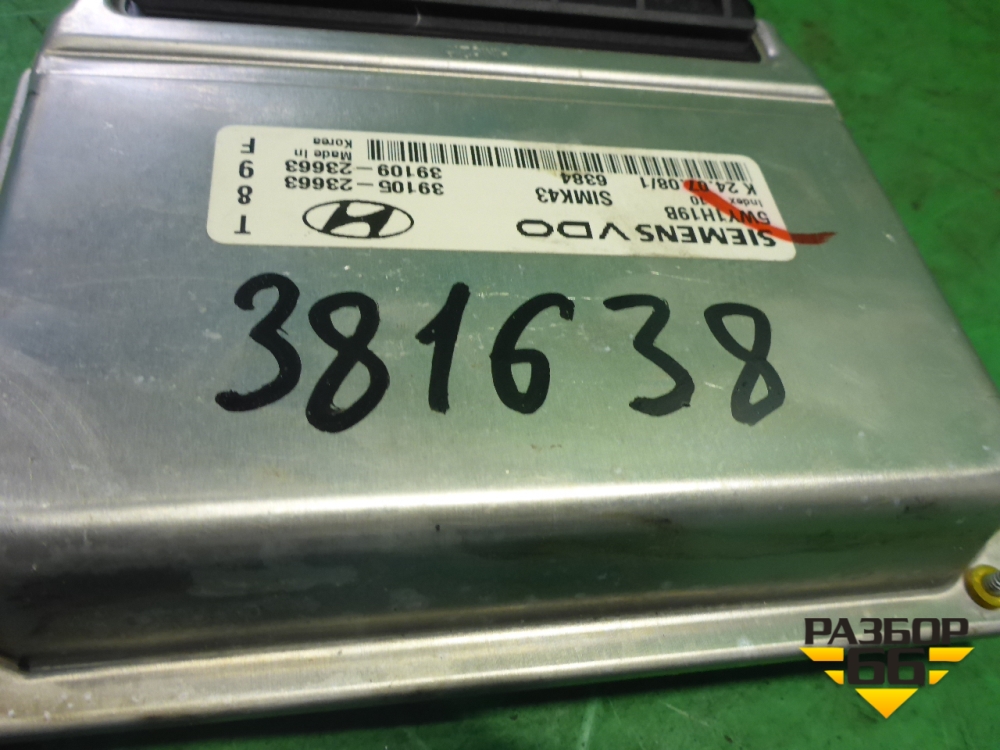 SIEMENS VDO
5WY1H19B
Index 10
K 24.07.08/1
SIMK43
6384
39105-23663
39109-23663
Made in
Korea
T 8 9 F
381638
РАЗБОР
66